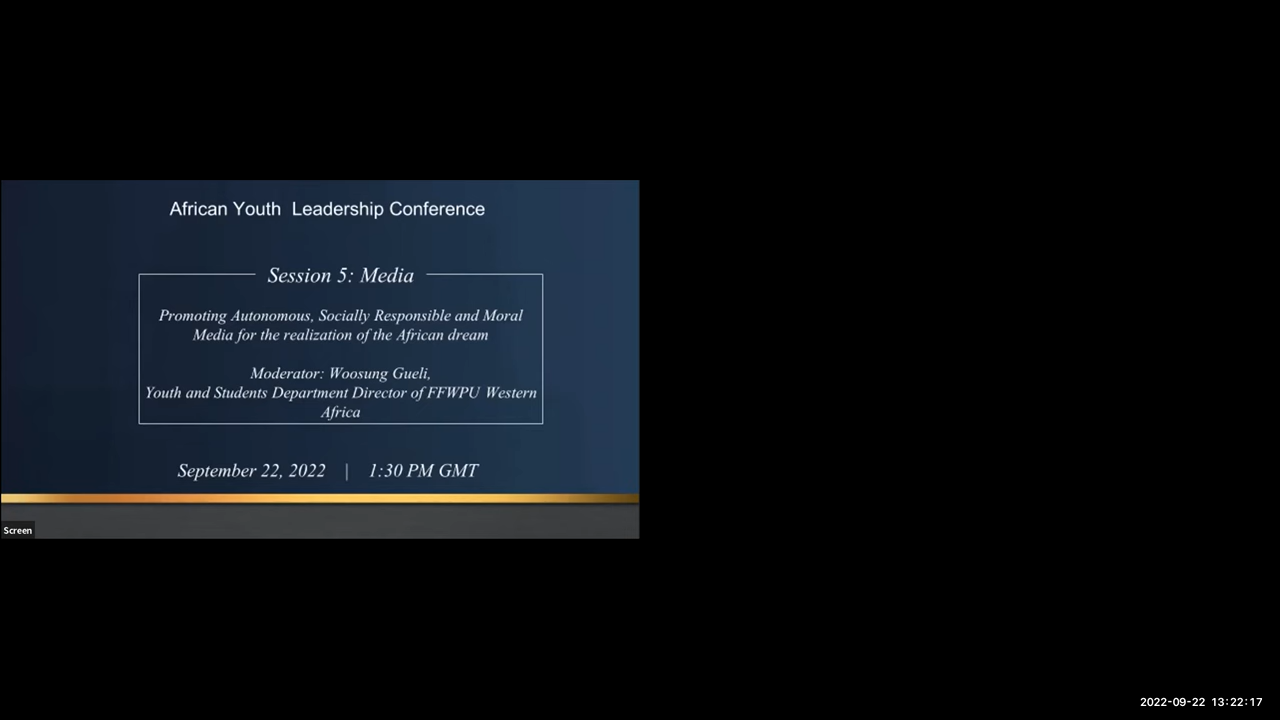 African Youth  Leadership Conference
Session 5: Media
Promoting Autonomous, Socially Responsible and Moral
Media for the realization of the African dream
Moderator: Woosung Gueli,
Youth and Students Department Director of FFWPU Western
Africa
September 22, 2022 | 1:30 PM GMT
Screen
2022-09-22 13:22:17